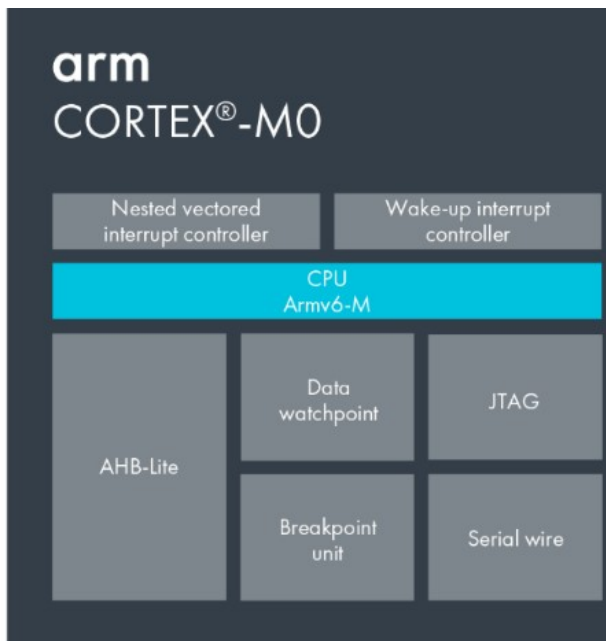 arm
CORTEX®-M0
Nested vectored
interrupt controller
Wake-up interrupt
controller
CPU
Armv6-M
AHB-Lite
Data
watchpoint
JTAG
Breakpoint
unit
Serial wire